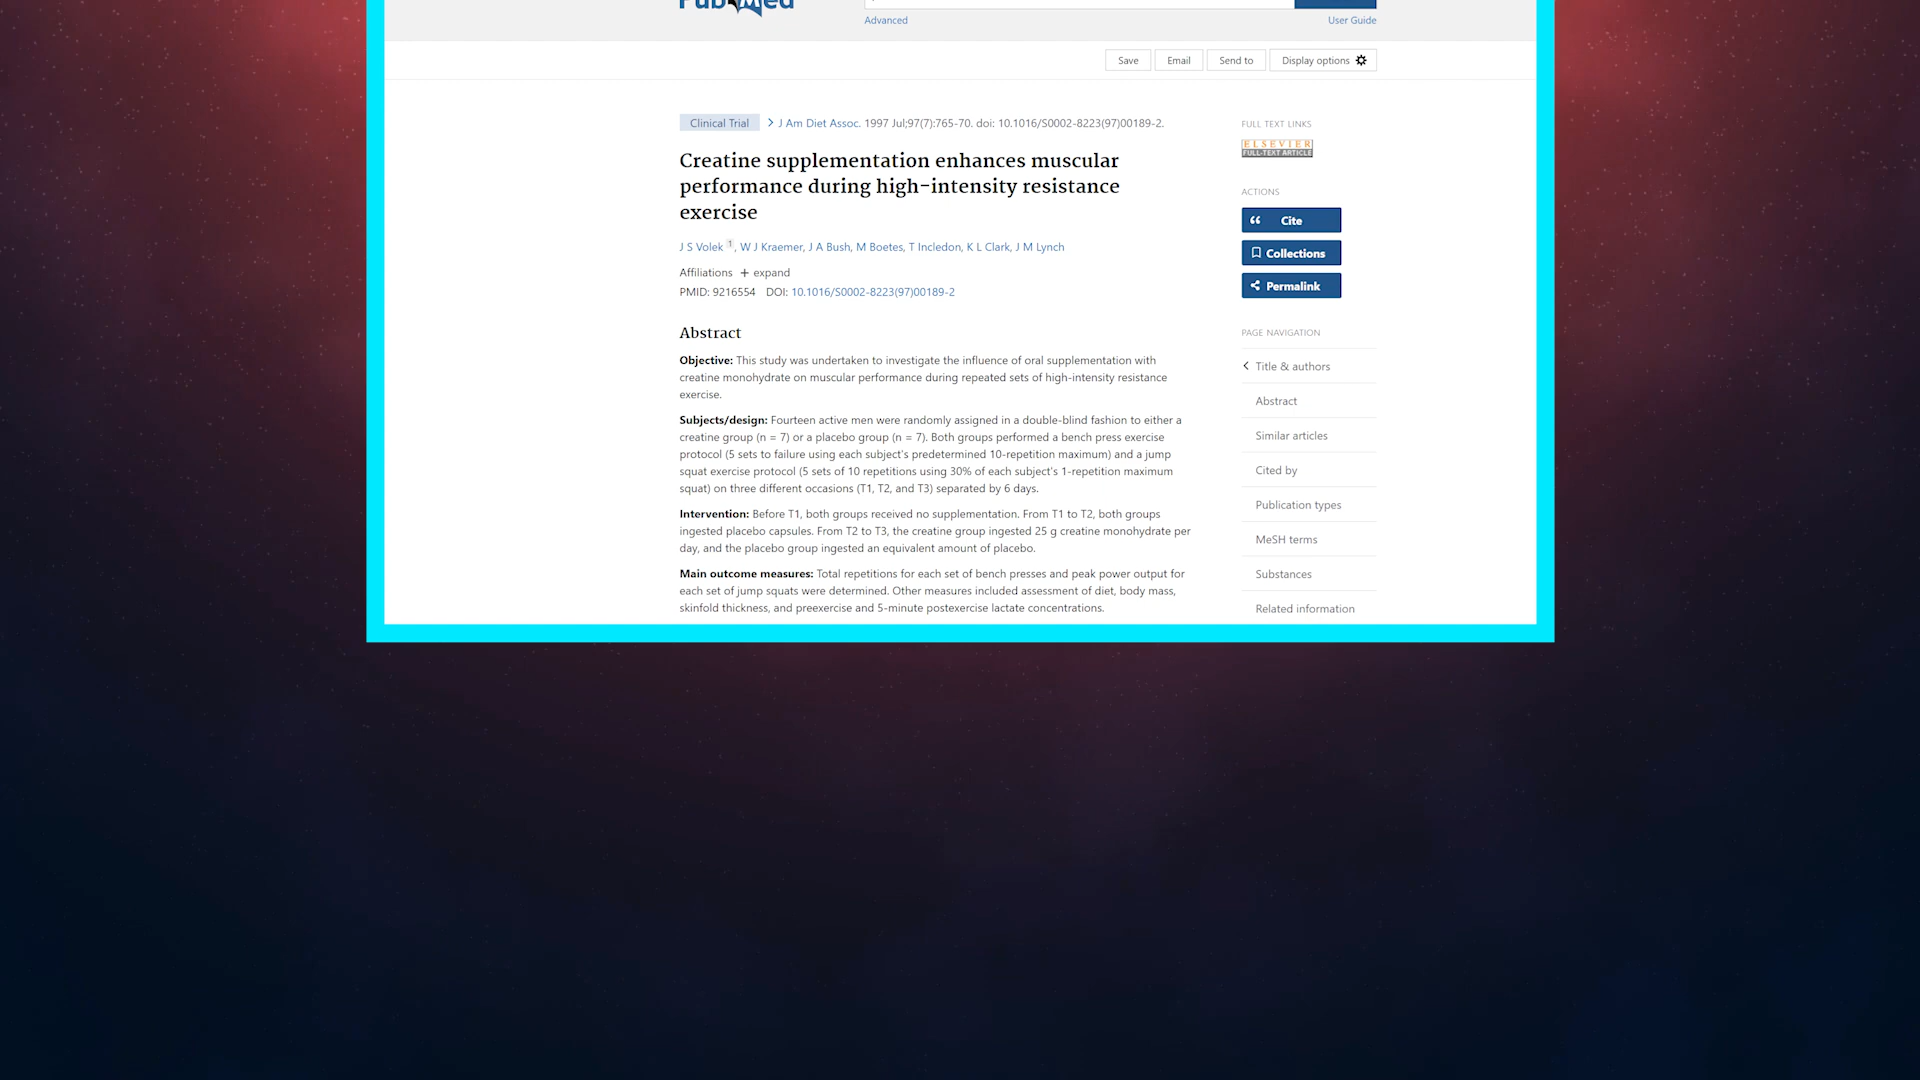 PubMed
Advanced
User Guide
Save
Email
Send to
Display options
Clinical Trial
J Am Diet Assoc. 1997 Jul;97(7):765-70. doi: 10.1016/S0002-8223(97)00189-2.
Creatine supplementation enhances muscular
performance during high-intensity resistance
exercise
J S Volek 1, W J Kraemer, J A Bush, M Boetes, T Incledon, K L Clark, J M Lynch
Affiliations + expand
PMID: 9216554 DOI: 10.1016/S0002-8223(97)00189-2
Abstract
Objective: This study was undertaken to investigate the influence of oral supplementation with
creatine monohydrate on muscular performance during repeated sets of high-intensity resistance
exercise.
Subjects/design: Fourteen active men were randomly assigned in a double-blind fashion to either a
creatine group (n = 7) or a placebo group (n = 7). Both groups performed a bench press exercise
protocol (5 sets to failure using each subject's predetermined 10-repetition maximum) and a jump
squat exercise protocol (5 sets of 10 repetitions using 30% of each subject's 1-repetition maximum
squat) on three different occasions (T1, T2, and T3) separated by 6 days.
Intervention: Before T1, both groups received no supplementation. From T1 to T2, both groups
ingested placebo capsules. From T2 to T3, the creatine group ingested 25 g creatine monohydrate per
day, and the placebo group ingested an equivalent amount of placebo.
Main outcome measures: Total repetitions for each set of bench presses and peak power output for
each set of jump squats were determined. Other measures included assessment of diet, body mass,
skinfold thickness, and preexercise and 5-minute postexercise lactate concentrations.
FULL TEXT LINKS
ELSEVIER
FULL-TEXT ARTICLE
ACTIONS
Cite
Collections
Permalink
PAGE NAVIGATION
Title & authors
Abstract
Similar articles
Cited by
Publication types
MeSH terms
Substances
Related information